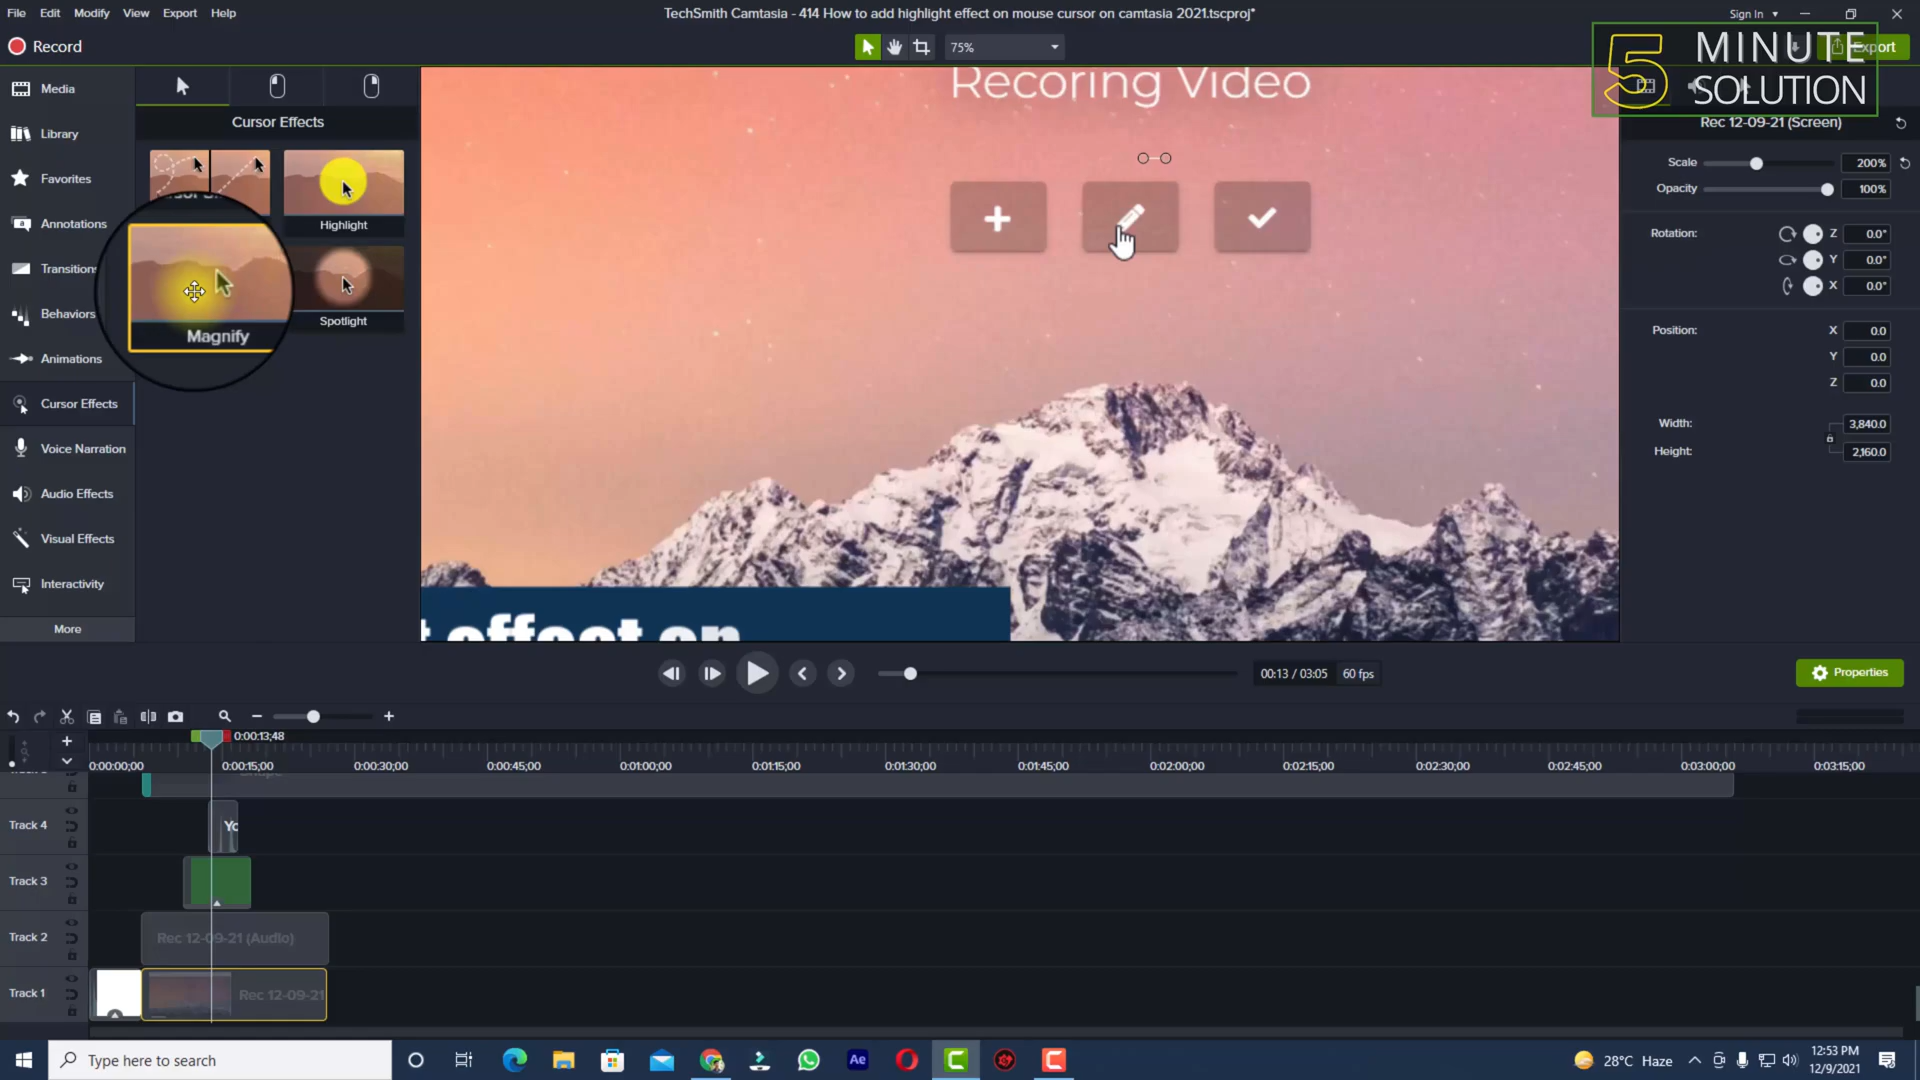 File Edit Modify View Export Help
TechSmith Camtasia - 414 How to add highlight effect on mouse cursor on camtasia 2021.tscproj*
Sign In
Record
75%
Export
5 MINUTE
SOLUTION
Media
Library
Favorites
Annotations
Transitions
Behaviors
Animations
Cursor Effects
Voice Narration
Audio Effects
Visual Effects
Interactivity
More
Cursor Effects
Highlight
Magnify
Spotlight
Recoring Video
t effect on
Rec 12-09-21 (Screen)
Scale 200%
Opacity 100%
Rotation: Z 0.0°
Y 0.0°
X 0.0°
Position: X 0.0
Y 0.0
Z 0.0
Width: 3,840.0
Height: 2,160.0
00:13 / 03:05 60 fps
Properties
0:00:13;48
0:00:00;00 0:00:15;00 0:00:30;00 0:00:45;00 0:01:00;00 0:01:15;00 0:01:30;00 0:01:45;00 0:02:00;00 0:02:15;00 0:02:30;00 0:02:45;00 0:03:00;00 0:03:15;00
Track 4
Yo
Track 3
Track 2
Rec 12-09-21 (Audio)
Track 1
Rec 12-09-21
Type here to search
Ae
28°C Haze
12:53 PM
12/9/2021